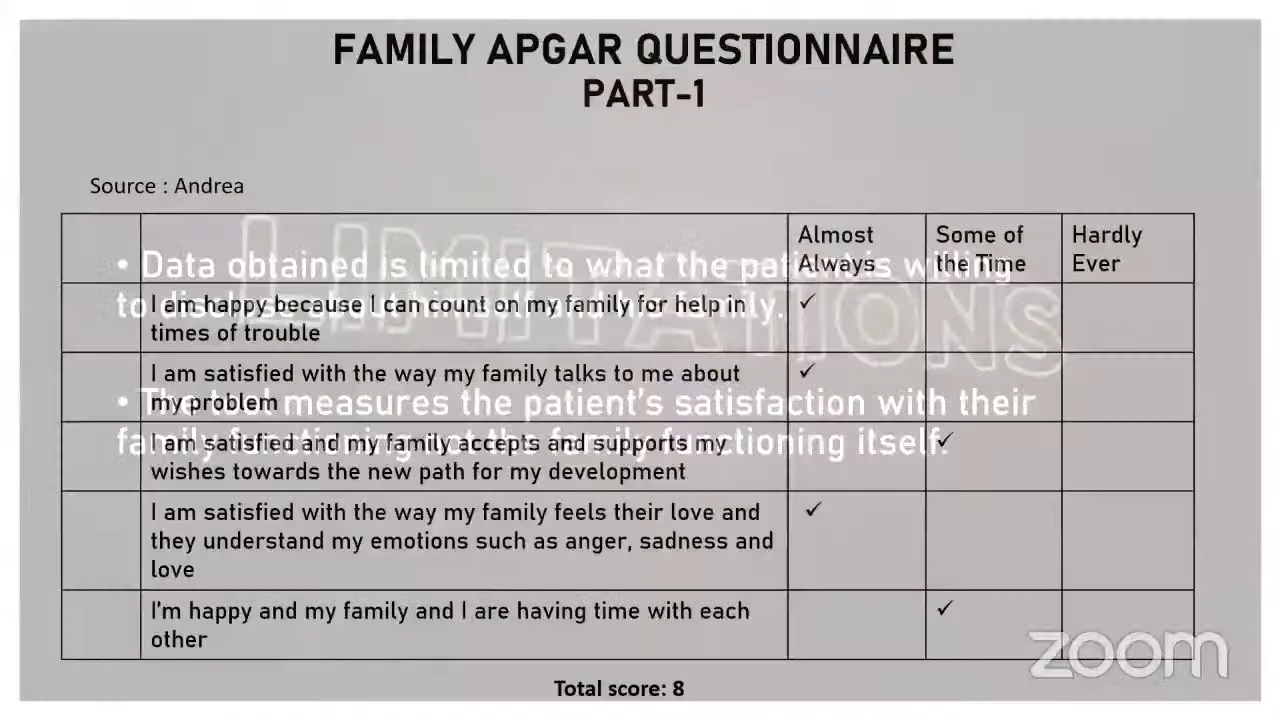 FAMILY APGAR QUESTIONNAIRE
PART-1
Source : Andrea
LIMITATIONS
Almost
Always
Some of
the Time
Hardly
Ever
• Data obtained is limited to what the patient is willing
to disclose about himself and his family.
I am happy because I can count on my family for help in
times of trouble
✓
I am satisfied with the way my family talks to me about
my problem
✓
• The tool measures the patient's satisfaction with their
family functioning not the family functioning itself.
I am satisfied and my family accepts and supports my
wishes towards the new path for my development
✓
I am satisfied with the way my family feels their love and
they understand my emotions such as anger, sadness and
love
✓
I'm happy and my family and I are having time with each
other
✓
zoom
Total score: 8